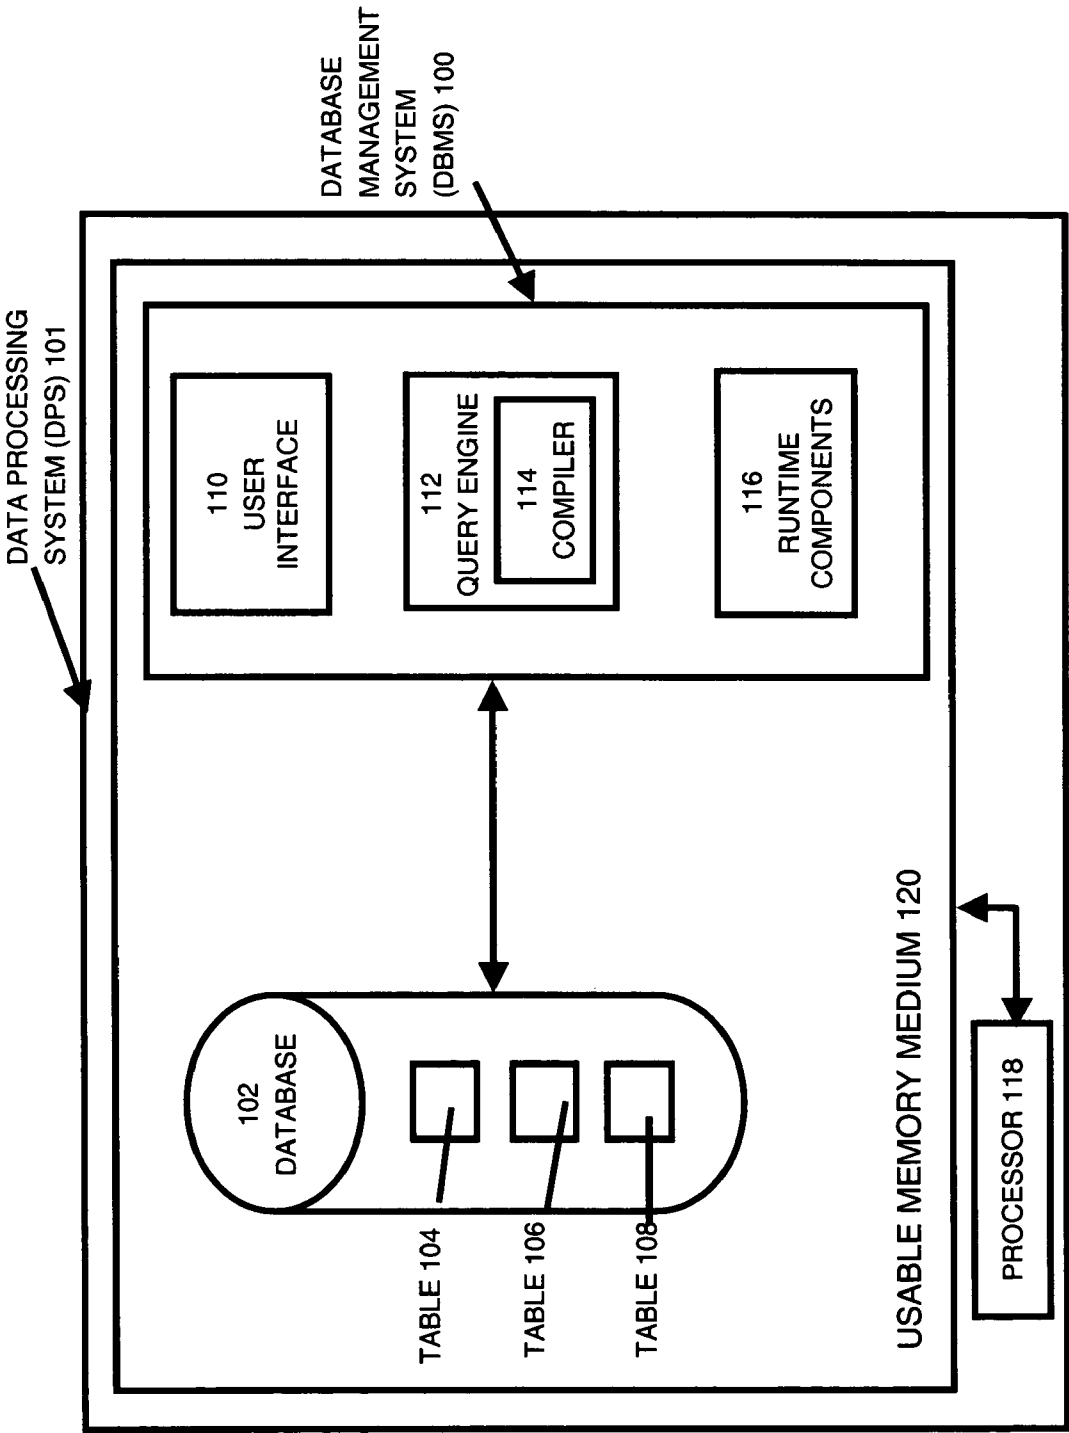 DATA PROCESSING
SYSTEM (DPS) 101
DATABASE
MANAGEMENT
SYSTEM
(DBMS) 100
102
DATABASE
TABLE 104
TABLE 106
TABLE 108
110
USER
INTERFACE
112
QUERY ENGINE
114
COMPILER
116
RUNTIME
COMPONENTS
USABLE MEMORY MEDIUM 120
PROCESSOR 118